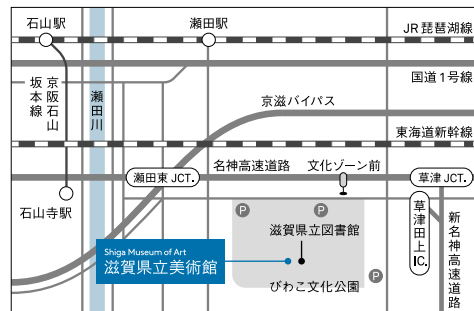 石山駅
瀬田駅
JR琵琶湖線
国道1号線
京阪石山
坂本線
瀬田川
京滋バイパス
東海道新幹線
名神高速道路
文化ゾーン前
瀬田東 JCT.
草津 JCT.
石山寺駅
P
P
滋賀県立図書館
草津田上IC.
新名神高速道路
Shiga Museum of Art
滋賀県立美術館
P
びわこ文化公園